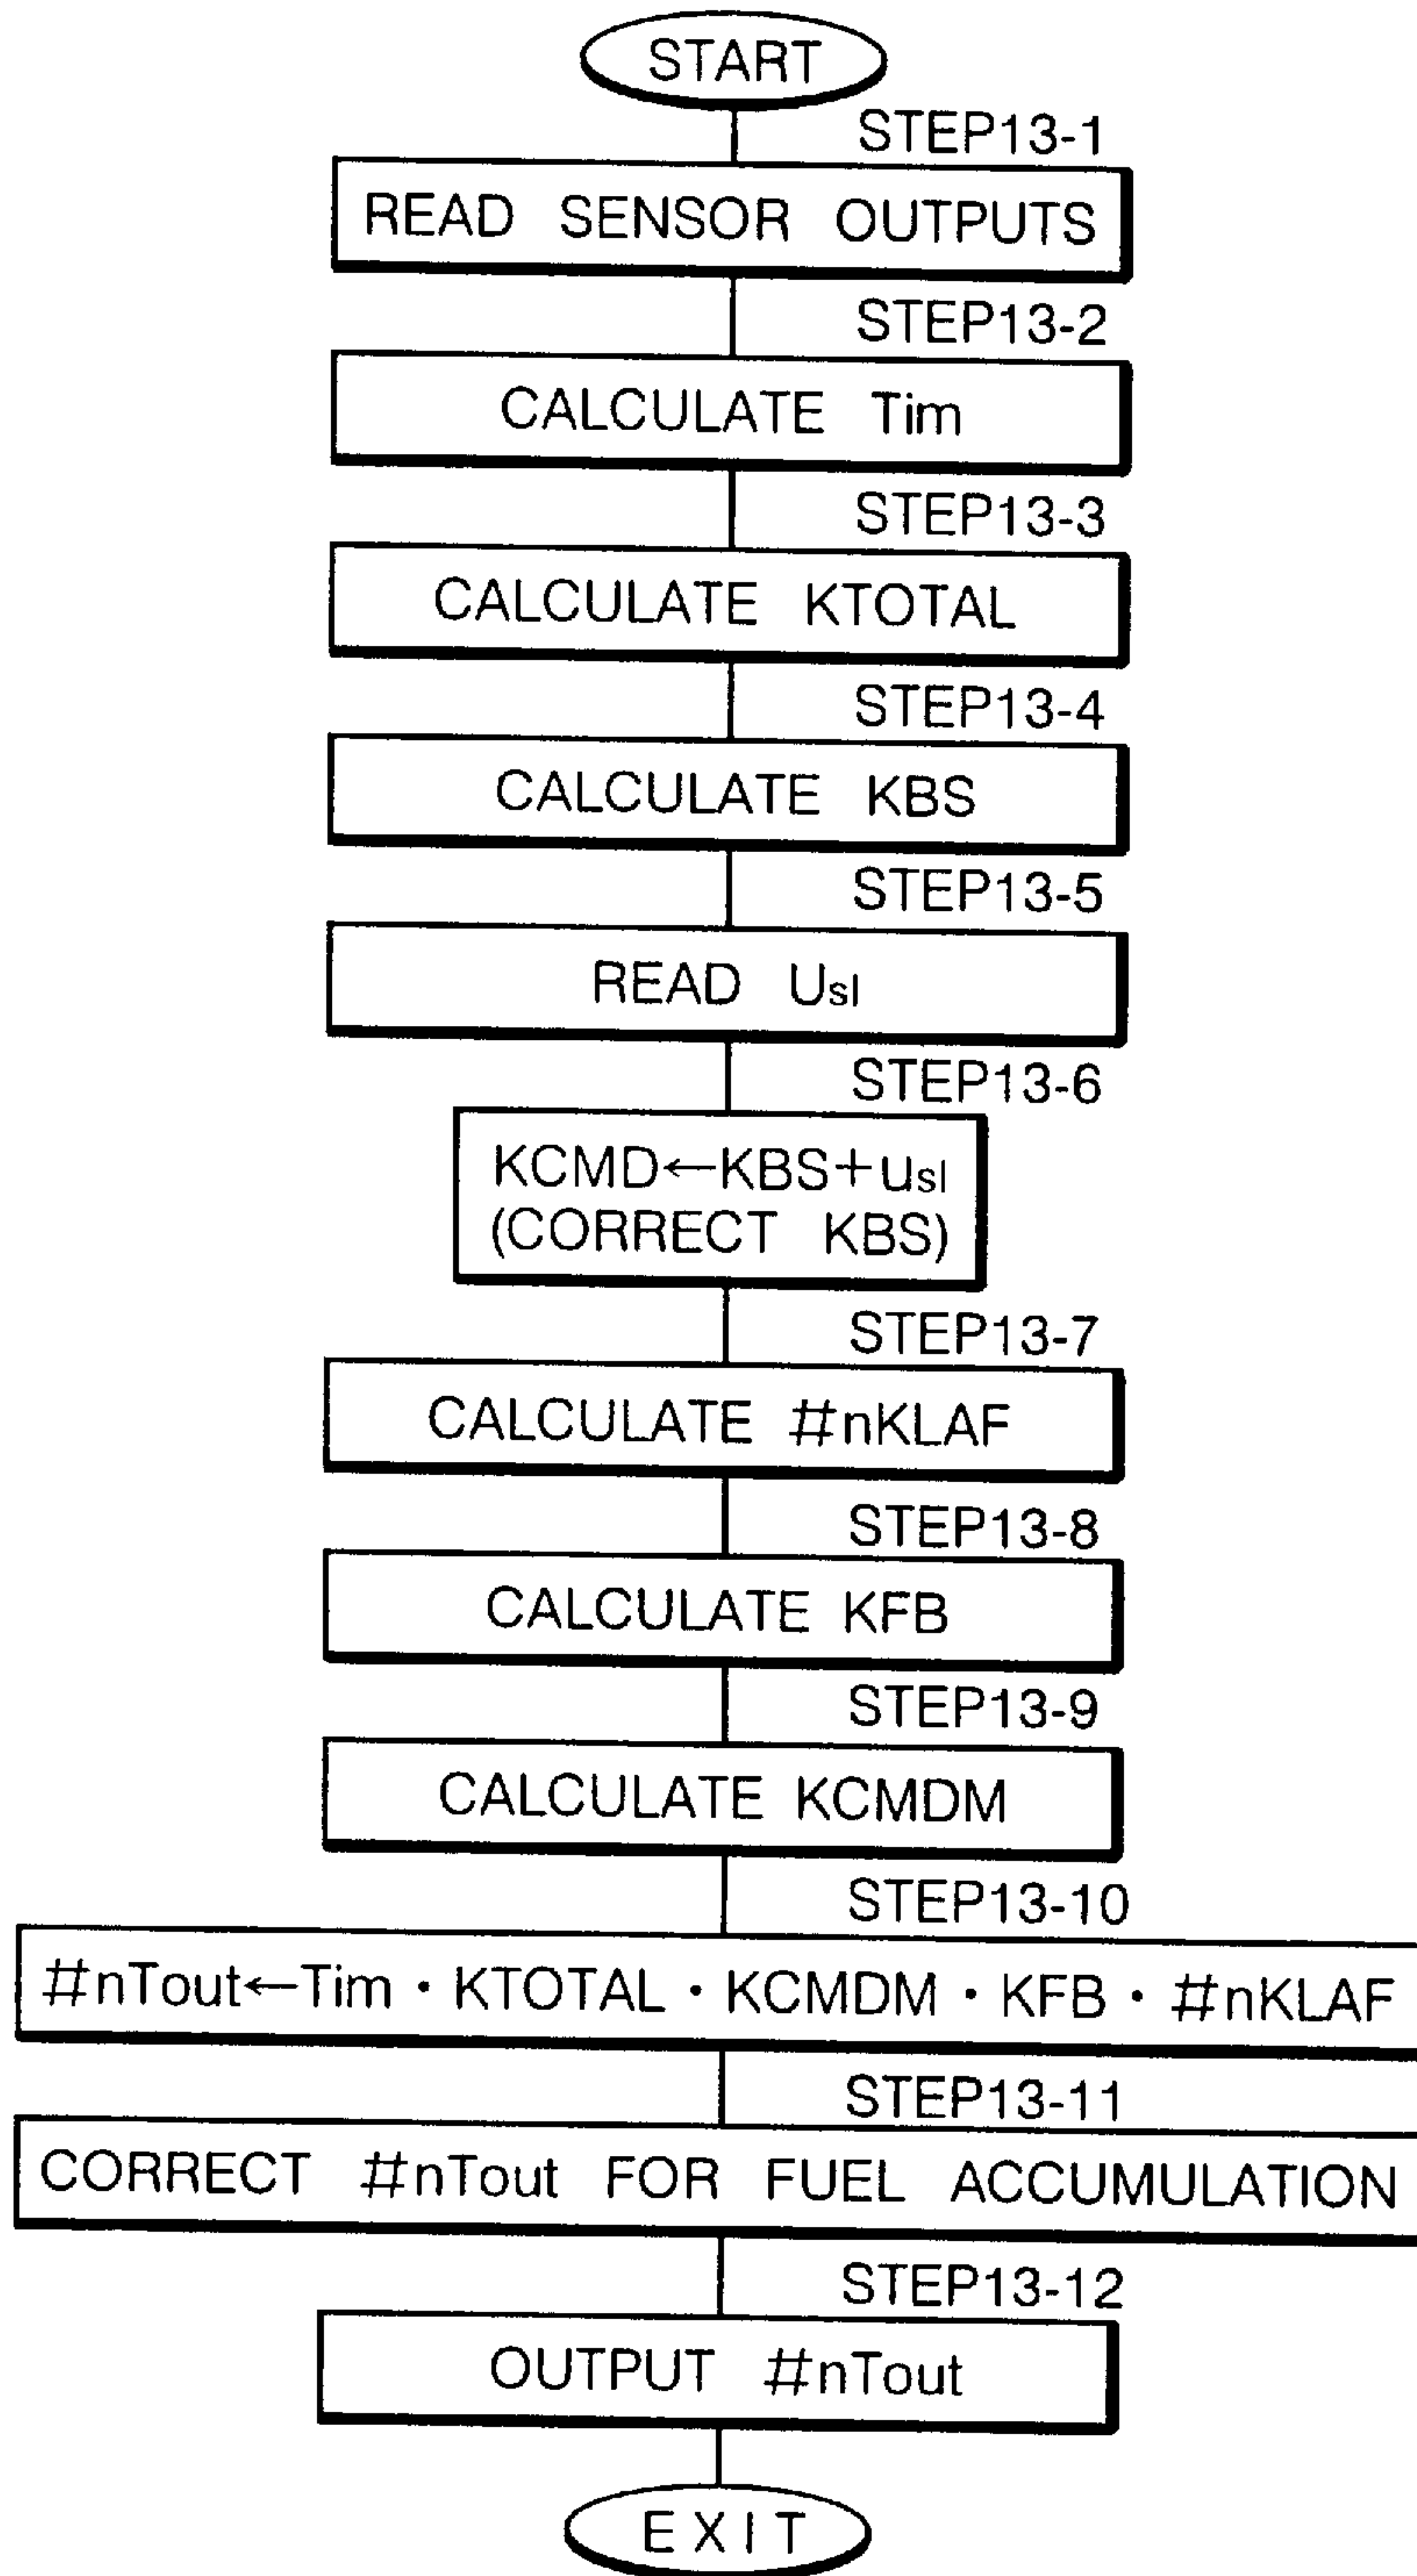 START
STEP13-1
READ SENSOR OUTPUTS
STEP13-2
CALCULATE Tim
STEP13-3
CALCULATE KTOTAL
STEP13-4
CALCULATE KBS
STEP13-5
READ Usl
STEP13-6
KCMD←KBS+usl
(CORRECT KBS)
STEP13-7
CALCULATE #nKLAF
STEP13-8
CALCULATE KFB
STEP13-9
CALCULATE KCMDM
STEP13-10
#nTout←Tim・KTOTAL・KCMDM・KFB・#nKLAF
STEP13-11
CORRECT #nTout FOR FUEL ACCUMULATION
STEP13-12
OUTPUT #nTout
EXIT